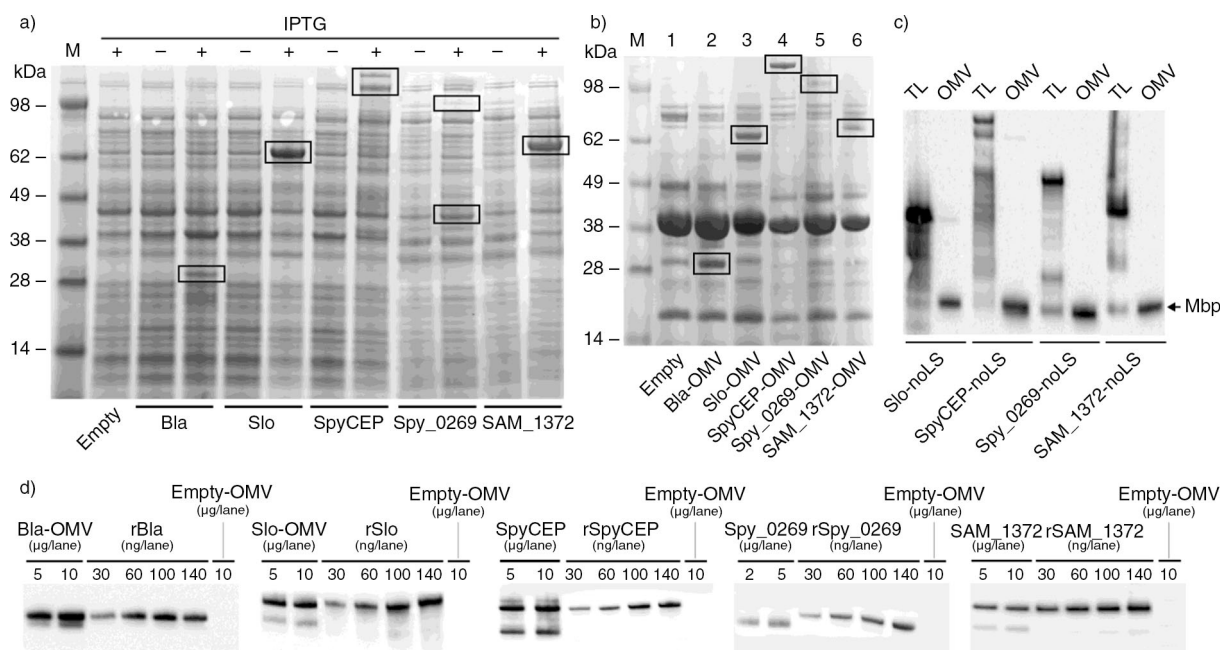 a)
IPTG
M + − + − + − + − + − +
kDa
98
62
49
38
28
14
Empty
Bla
Slo
SpyCEP
Spy_0269
SAM_1372
b)
M 1 2 3 4 5 6
kDa
98
62
49
38
28
14
Empty
Bla-OMV
Slo-OMV
SpyCEP-OMV
Spy_0269-OMV
SAM_1372-OMV
c)
TL OMV TL OMV TL OMV TL OMV
Mbp
Slo-noLS
SpyCEP-noLS
Spy_0269-noLS
SAM_1372-noLS
d)
Empty-OMV Empty-OMV Empty-OMV Empty-OMV Empty-OMV
(µg/lane) (µg/lane) (µg/lane) (µg/lane) (µg/lane)
Bla-OMV rBla Slo-OMV rSlo SpyCEP rSpyCEP Spy_0269 rSpy_0269 SAM_1372 rSAM_1372
(µg/lane) (ng/lane) (µg/lane) (ng/lane) (µg/lane) (ng/lane) (µg/lane) (ng/lane) (µg/lane) (ng/lane)
5 10 30 60 100 140 10 5 10 30 60 100 140 10 5 10 30 60 100 140 10 2 5 30 60 100 140 10 5 10 30 60 100 140 10